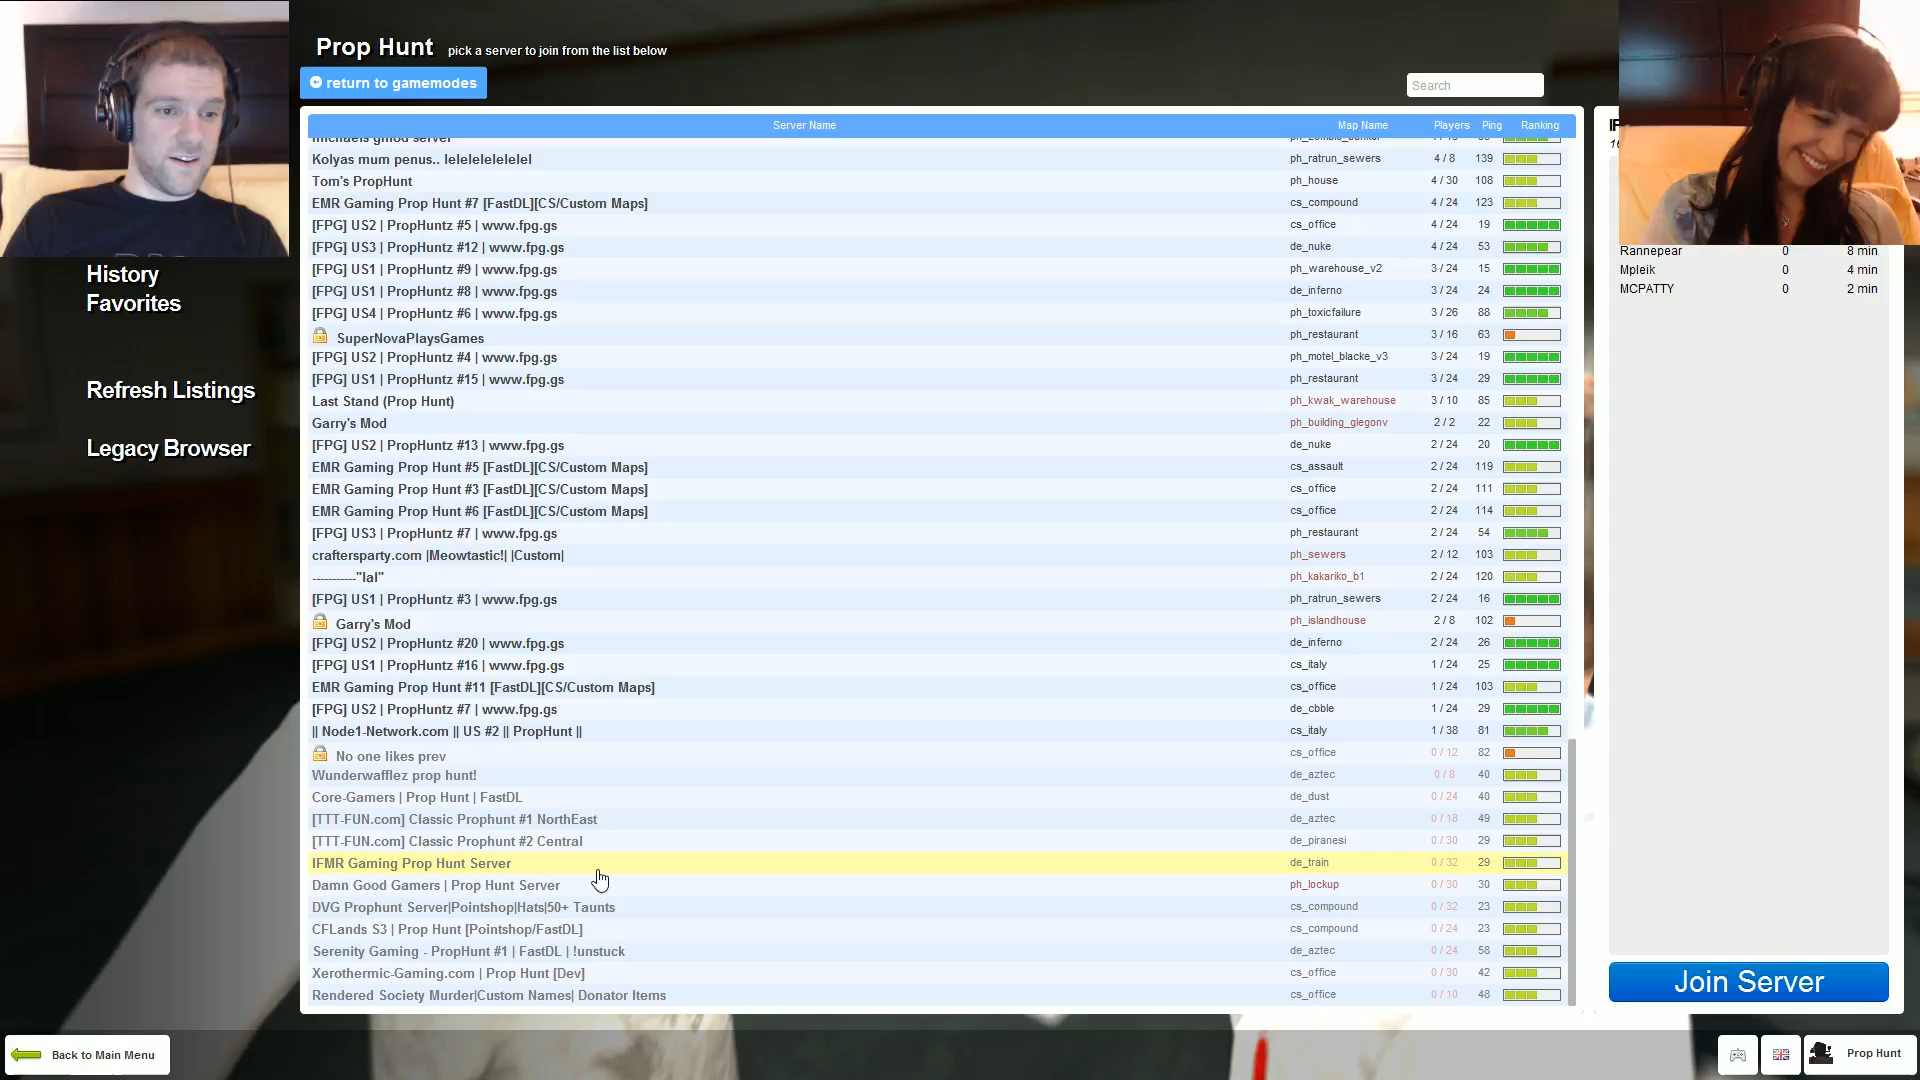 Prop Hunt pick a server to join from the list below
return to gamemodes
Search
Server Name Map Name Players Ping Ranking
Michaels gmod server
Kolyas mum penus.. lelelelelelelel ph_ratrun_sewers 4 / 8 139
Tom's PropHunt ph_house 4 / 30 108
EMR Gaming Prop Hunt #7 [FastDL][CS/Custom Maps] cs_compound 4 / 24 123
[FPG] US2 | PropHuntz #5 | www.fpg.gs cs_office 4 / 24 19
[FPG] US3 | PropHuntz #12 | www.fpg.gs de_nuke 4 / 24 53
[FPG] US1 | PropHuntz #9 | www.fpg.gs ph_warehouse_v2 3 / 24 15
[FPG] US1 | PropHuntz #8 | www.fpg.gs de_inferno 3 / 24 24
[FPG] US4 | PropHuntz #6 | www.fpg.gs ph_toxicfailure 3 / 26 88
SuperNovaPlaysGames ph_restaurant 3 / 16 63
[FPG] US2 | PropHuntz #4 | www.fpg.gs ph_motel_blacke_v3 3 / 24 19
[FPG] US1 | PropHuntz #15 | www.fpg.gs ph_restaurant 3 / 24 29
Last Stand (Prop Hunt) ph_kwak_warehouse 3 / 10 85
Garry's Mod ph_building_glegonv 2 / 2 22
[FPG] US2 | PropHuntz #13 | www.fpg.gs de_nuke 2 / 24 20
EMR Gaming Prop Hunt #5 [FastDL][CS/Custom Maps] cs_assault 2 / 24 119
EMR Gaming Prop Hunt #3 [FastDL][CS/Custom Maps] cs_office 2 / 24 111
EMR Gaming Prop Hunt #6 [FastDL][CS/Custom Maps] cs_office 2 / 24 114
[FPG] US3 | PropHuntz #7 | www.fpg.gs ph_restaurant 2 / 24 54
craftersparty.com |Meowtastic!| |Custom| ph_sewers 2 / 12 103
-----------"lal" ph_kakariko_b1 2 / 24 120
[FPG] US1 | PropHuntz #3 | www.fpg.gs ph_ratrun_sewers 2 / 24 16
Garry's Mod ph_islandhouse 2 / 8 102
[FPG] US2 | PropHuntz #20 | www.fpg.gs de_inferno 2 / 24 26
[FPG] US1 | PropHuntz #16 | www.fpg.gs cs_italy 1 / 24 25
EMR Gaming Prop Hunt #11 [FastDL][CS/Custom Maps] cs_office 1 / 24 103
[FPG] US2 | PropHuntz #7 | www.fpg.gs de_cbble 1 / 24 29
|| Node1-Network.com || US #2 || PropHunt || cs_italy 1 / 38 81
No one likes prev cs_office 0 / 12 82
Wunderwafflez prop hunt! de_aztec 0 / 8 40
Core-Gamers | Prop Hunt | FastDL de_dust 0 / 24 40
[TTT-FUN.com] Classic Prophunt #1 NorthEast de_aztec 0 / 18 49
[TTT-FUN.com] Classic Prophunt #2 Central de_piranesi 0 / 30 29
IFMR Gaming Prop Hunt Server de_train 0 / 32 29
Damn Good Gamers | Prop Hunt Server ph_lockup 0 / 30 30
DVG Prophunt Server|Pointshop|Hats|50+ Taunts cs_compound 0 / 32 23
CFLands S3 | Prop Hunt [Pointshop/FastDL] cs_compound 0 / 24 23
Serenity Gaming - PropHunt #1 | FastDL | !unstuck de_aztec 0 / 24 58
Xerothermic-Gaming.com | Prop Hunt [Dev] cs_office 0 / 30 42
Rendered Society Murder|Custom Names| Donator Items cs_office 0 / 10 48
History
Favorites
Refresh Listings
Legacy Browser
Rannepear 0 8 min
Mpleik 0 4 min
MCPATTY 0 2 min
Join Server
Back to Main Menu
Prop Hunt